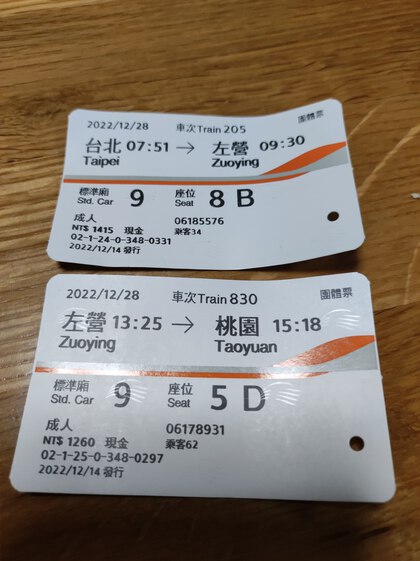 團體票
2022/12/28 車次Train 205
台北 07:51 → 左營 09:30
Taipei Zuoying
標準廂 9 座位 8 B
Std. Car Seat
成人 06185576
NT$ 1415 現金 乘客34
02-1-24-0-348-0331
2022/12/14 發行
2022/12/28 車次Train 830 團體票
左營 13:25 → 桃園 15:18
Zuoying Taoyuan
標準廂 9 座位 5 D
Std. Car Seat
成人 06178931
NT$ 1260 現金 乘客62
02-1-25-0-348-0297
2022/12/14 發行